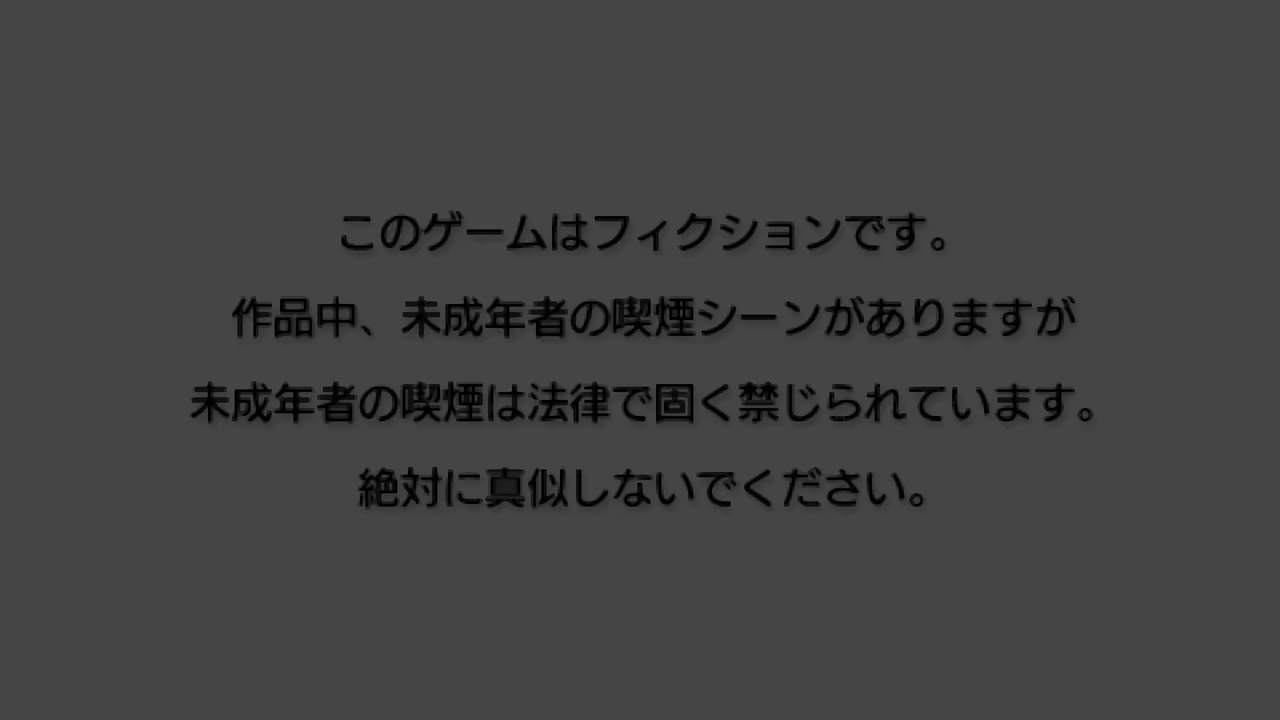 このゲームはフィクションです。
作品中、未成年者の喫煙シーンがありますが
未成年者の喫煙は法律で固く禁じられています。
絶対に真似しないでください。